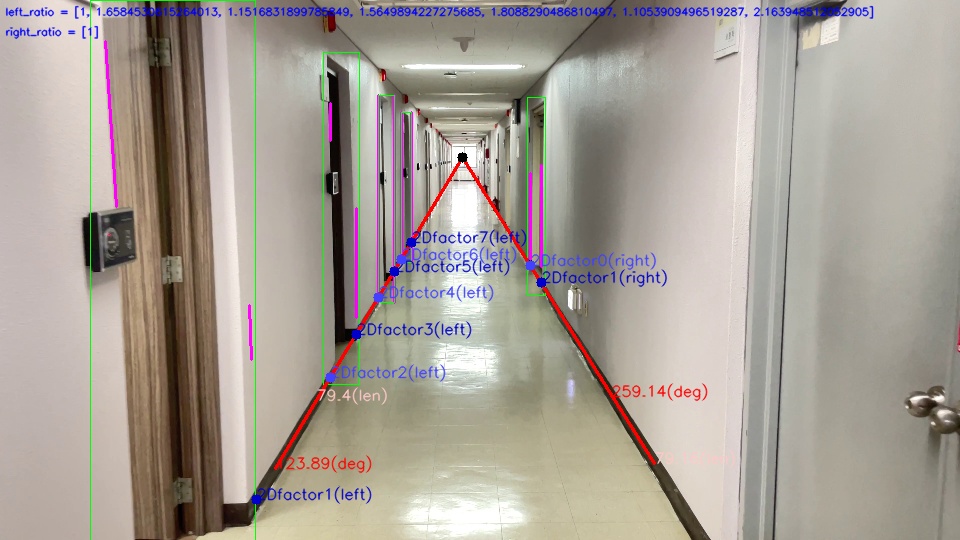 left_ratio = [1, 1.6584539615264013, 1.1516831899785849, 1.5649894227275685, 1.8088290486810497, 1.1053909496519287, 2.163948612
right_ratio = [1]
2Dfactor7(left)
2Dfactor6(left)
2Dfactor0(right)
2Dfactor5(left)
2Dfactor1(right)
2Dfactor4(left)
2Dfactor3(left)
2Dfactor2(left)
79.4(len)
259.14(deg)
23.89(deg)
2Dfactor1(left)